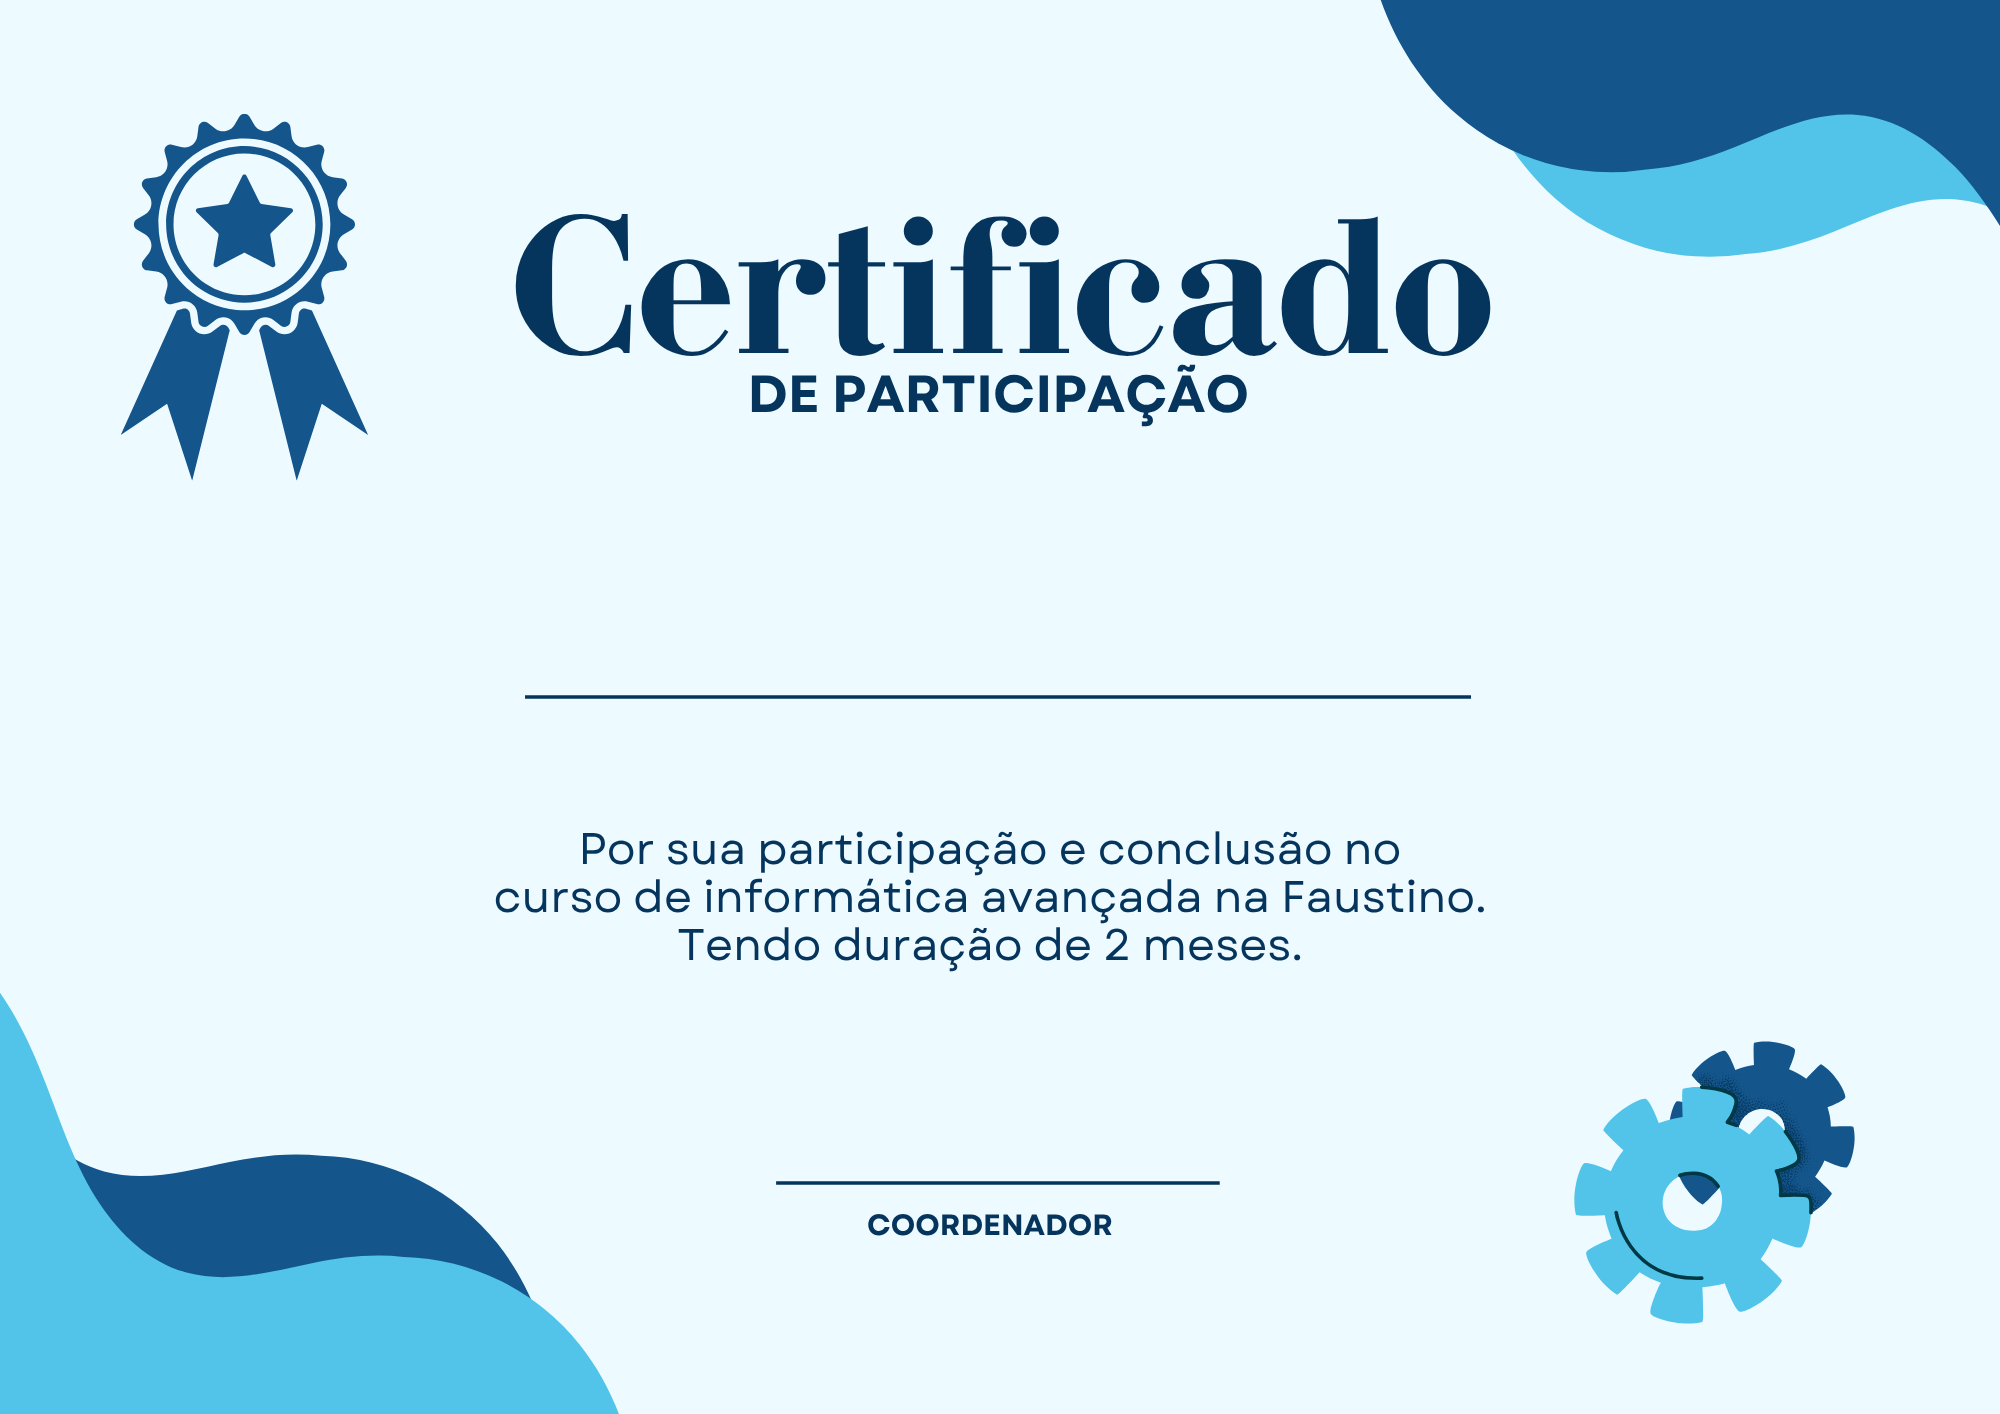 Certificado
DE PARTICIPAÇÃO
Por sua participação e conclusão no
curso de informática avançada na Faustino.
Tendo duração de 2 meses.
COORDENADOR